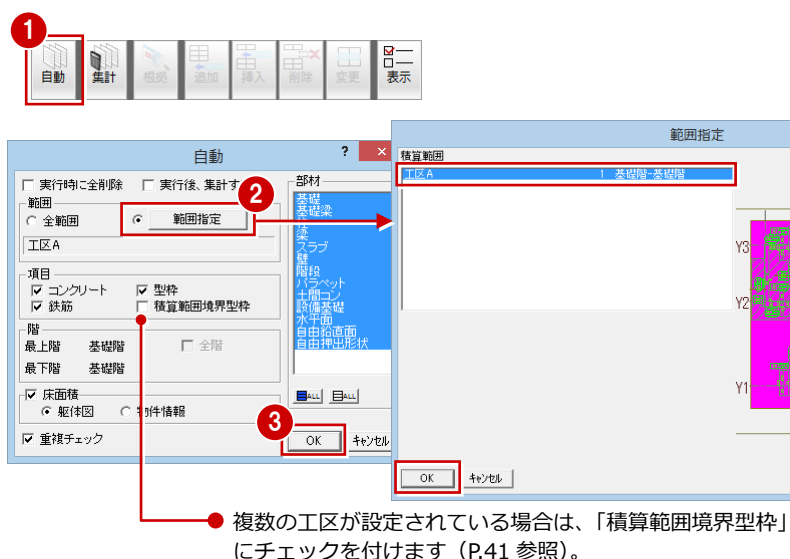 1
自動 集計 根拠 追加 挿入 削除 変更 表示
自動 ? ×
実行時に全削除 実行後、集計す
2
範囲
全範囲 範囲指定
工区A
項目
コンクリート 型枠
鉄筋 積算範囲境界型枠
階
最上階 基礎階 全階
最下階 基礎階
床面積
躯体図 物件情報
重複チェック
部材
基礎
基礎梁
柱
梁
スラブ
壁
階段
パラペット
土間コン
設備基礎
水平面
自由鉛直面
自由押出形状
ALL ALL
3
OK キャンセル
範囲指定
積算範囲
工区A 1 基礎階-基礎階
Y3
Y2
Y1
OK キャンセル
複数の工区が設定されている場合は、「積算範囲境界型枠」
にチェックを付けます（P.41 参照）。